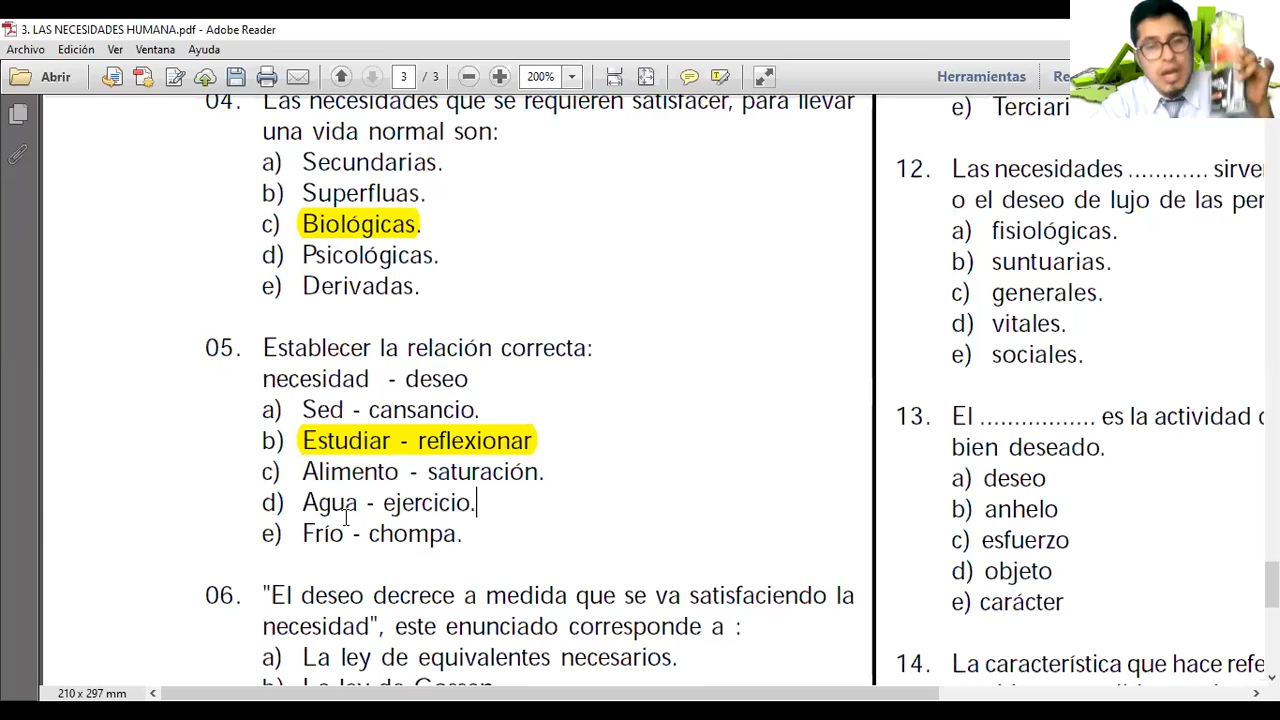 3. LAS NECESIDADES HUMANA.pdf - Adobe Reader
Archivo Edición Ver Ventana Ayuda
Abrir
3 / 3
200%
Herramientas
04. Las necesidades que se requieren satisfacer, para llevar
una vida normal son:
a) Secundarias.
b) Superfluas.
c) Biológicas.
d) Psicológicas.
e) Derivadas.
05. Establecer la relación correcta:
necesidad - deseo
a) Sed - cansancio.
b) Estudiar - reflexionar
c) Alimento - saturación.
d) Agua - ejercicio.
e) Frío - chompa.
06. "El deseo decrece a medida que se va satisfaciendo la
necesidad", este enunciado corresponde a :
a) La ley de equivalentes necesarios.
e) Terciari
12. Las necesidades ............ sirve
o el deseo de lujo de las per
a) fisiológicas.
b) suntuarias.
c) generales.
d) vitales.
e) sociales.
13. El ................. es la actividad
bien deseado.
a) deseo
b) anhelo
c) esfuerzo
d) objeto
e) carácter
14. La característica que hace refe
210 x 297 mm